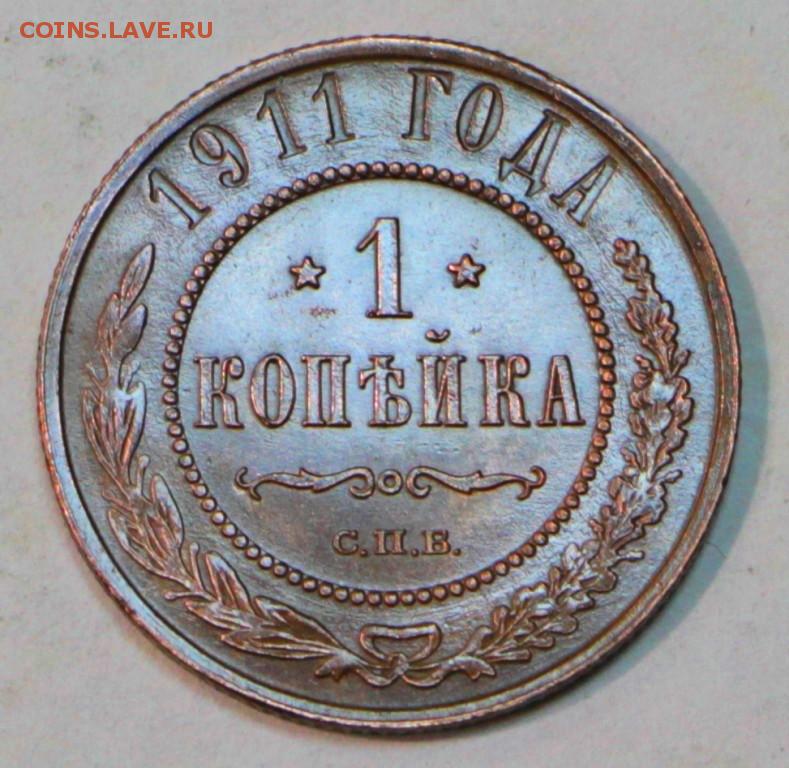 COINS.LAVE.RU
1911 ГОДА
1
КОПѢЙКА
С.П.Б.